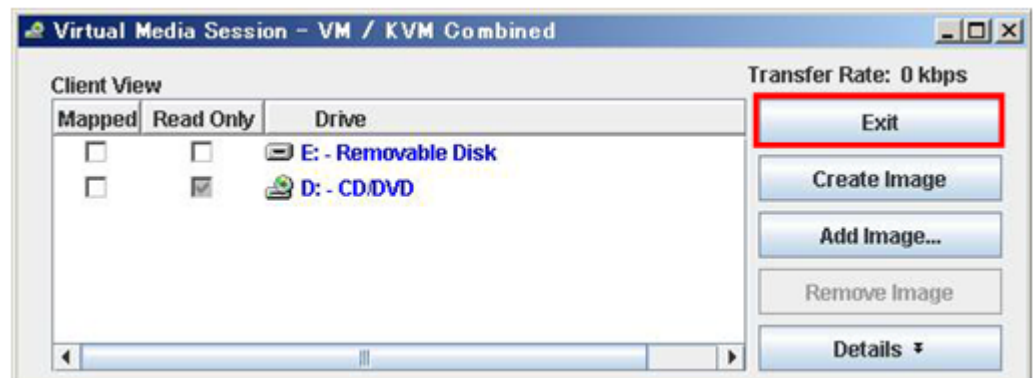 Virtual Media Session - VM / KVM Combined
Client View
Transfer Rate: 0 kbps
Mapped Read Only Drive
E: - Removable Disk
D: - CD/DVD
Exit
Create Image
Add Image...
Remove Image
Details